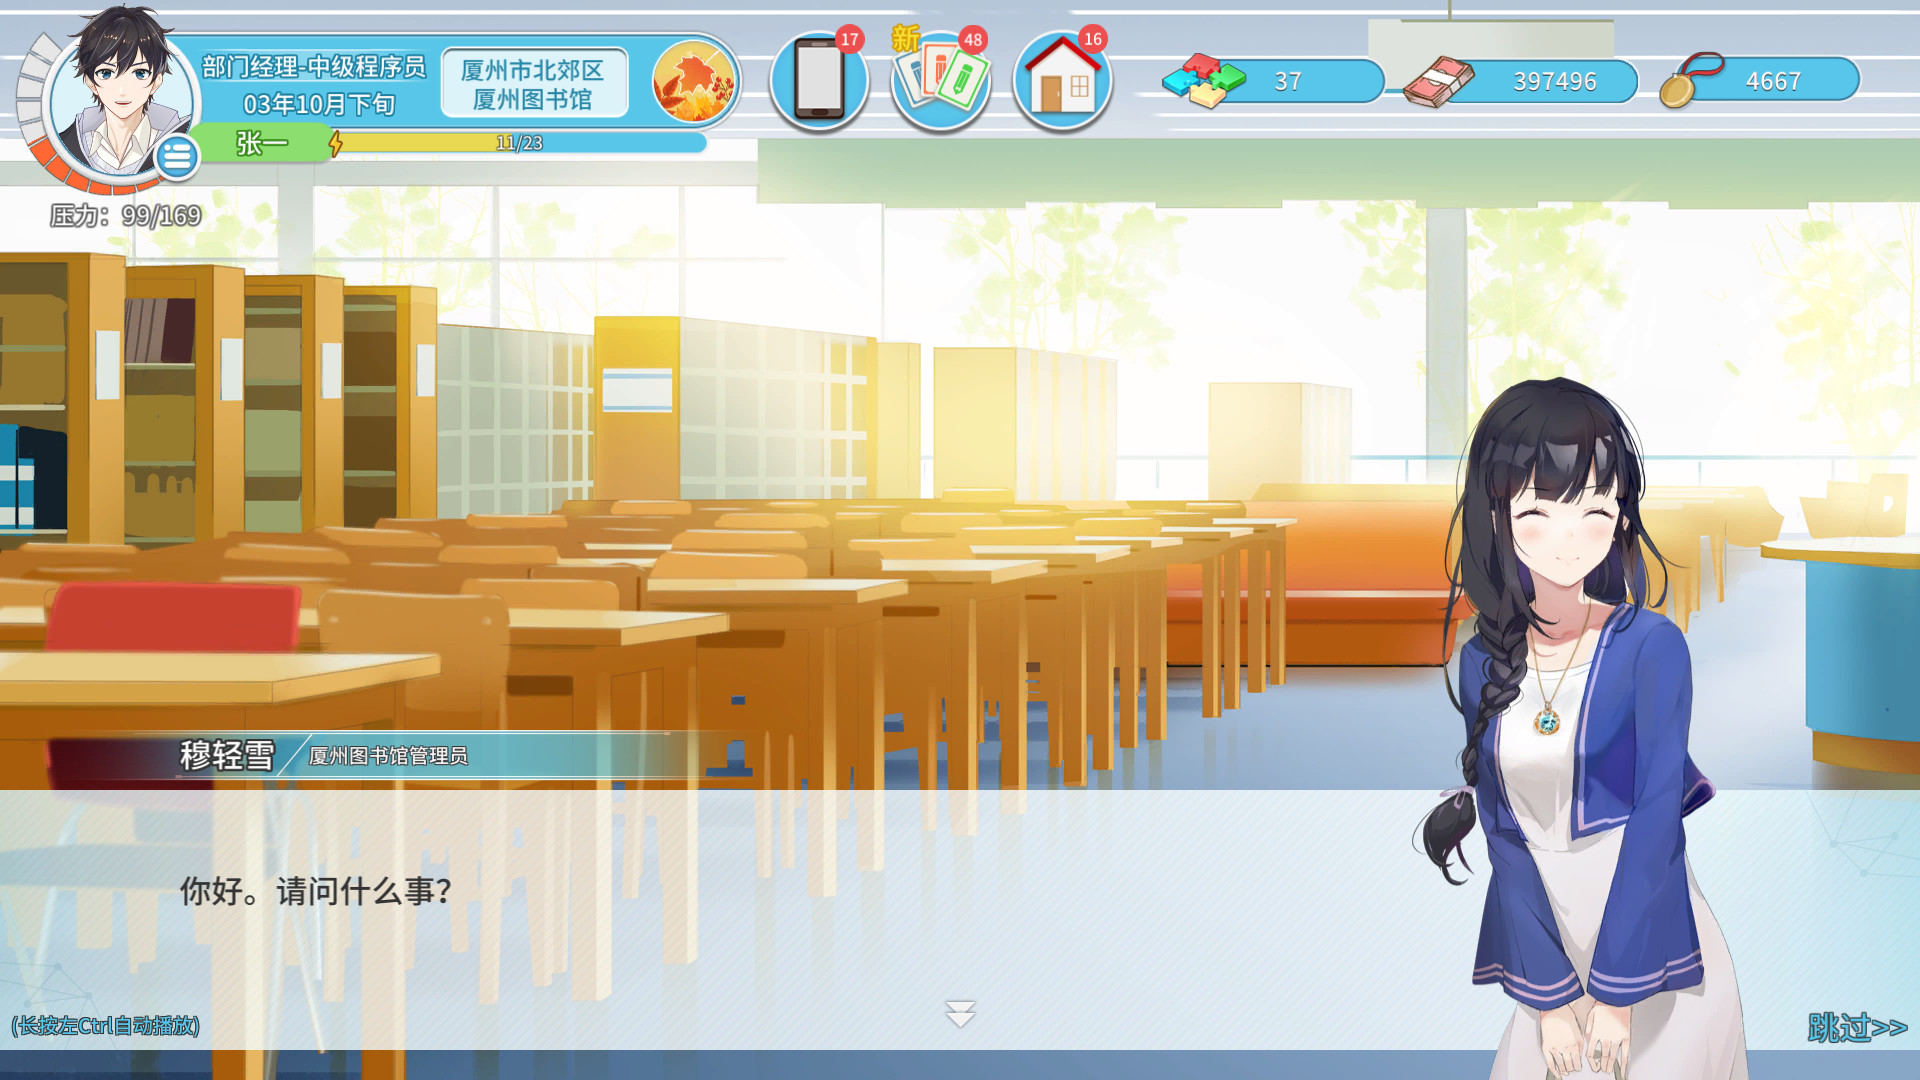 部门经理-中级程序员
03年10月下旬
厦州市北郊区
厦州图书馆
17
新
48
16
37
397496
4667
张一
11/23
压力：99/169
穆轻雪
厦州图书馆管理员
你好。请问什么事？
(长按左Ctrl自动播放)
跳过>>